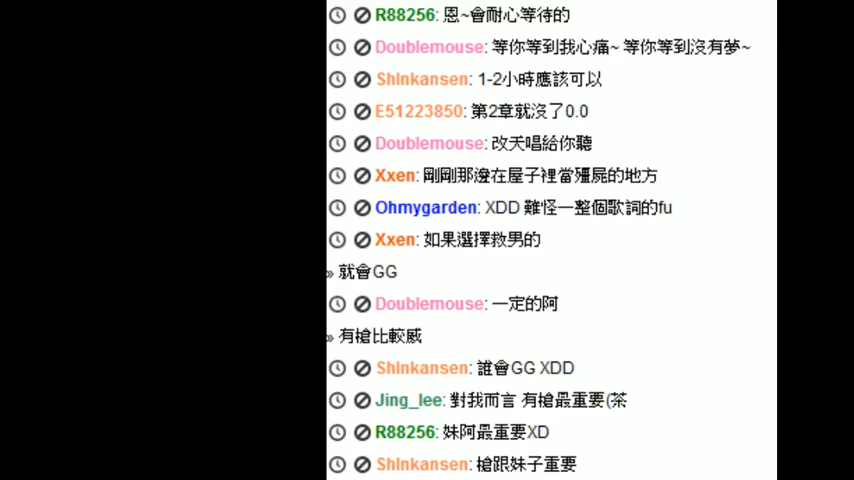 R88256: 恩~會耐心等待的
Doublemouse: 等你等到我心痛~ 等你等到沒有夢~
Shlnkansen: 1-2小時應該可以
E51223850: 第2章就沒了0.0
Doublemouse: 改天唱給你聽
Xxen: 剛剛那邊在屋子裡當殭屍的地方
Ohmygarden: XDD 難怪一整個歌詞的fu
Xxen: 如果選擇救男的
» 就會GG
Doublemouse: 一定的阿
» 有槍比較威
Shlnkansen: 誰會GG XDD
Jing_lee: 對我而言 有槍最重要(茶
R88256: 妹阿最重要XD
Shlnkansen: 槍跟妹子重要